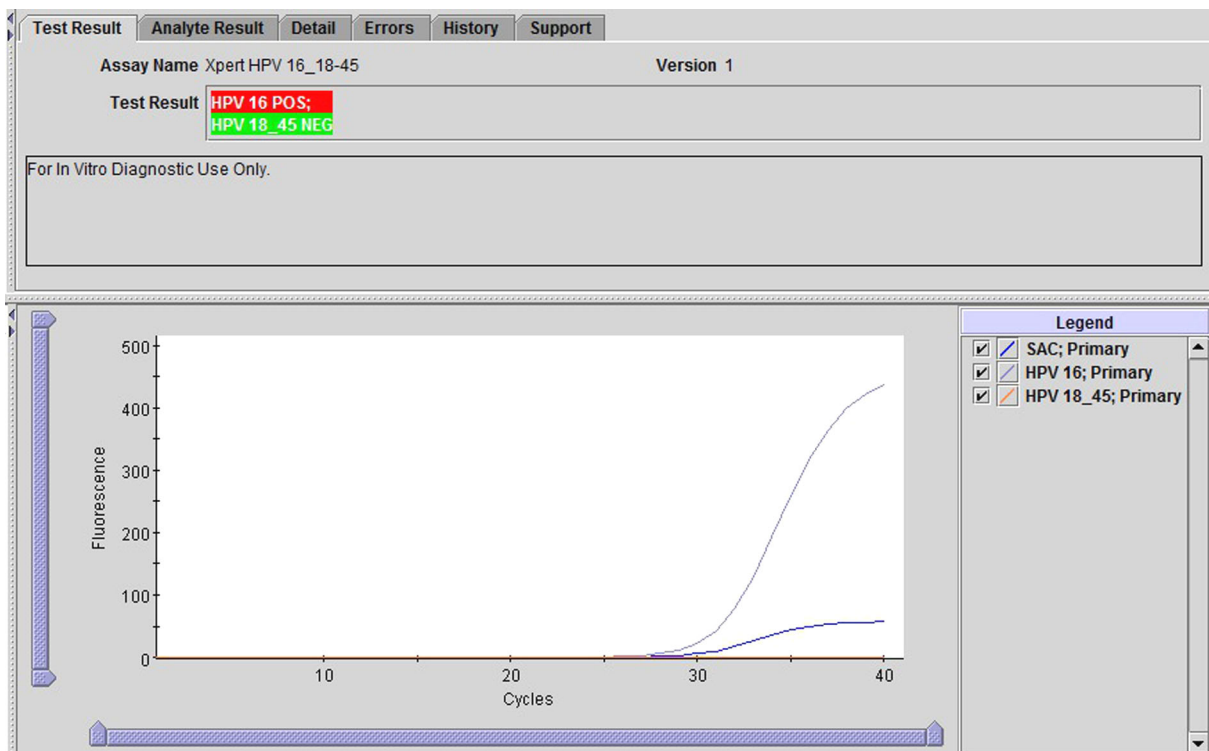 Test Result Analyte Result Detail Errors History Support
Assay Name Xpert HPV 16_18-45 Version 1
Test Result HPV 16 POS;
HPV 18_45 NEG
For In Vitro Diagnostic Use Only.
Legend
SAC; Primary
HPV 16; Primary
HPV 18_45; Primary
500
400
300
200
100
0
Fluorescence
10 20 30 40
Cycles